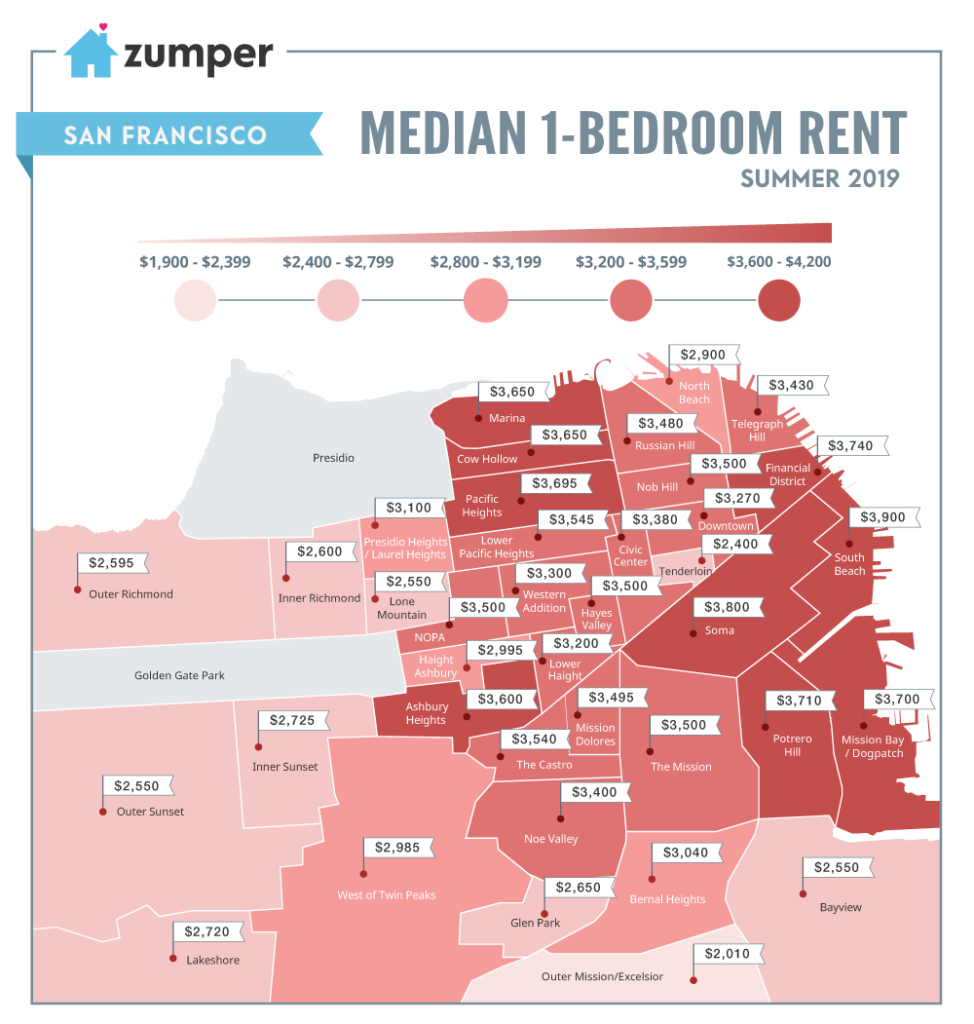 zumper
SAN FRANCISCO
MEDIAN 1-BEDROOM RENT
SUMMER 2019
$1,900 - $2,399
$2,400 - $2,799
$2,800 - $3,199
$3,200 - $3,599
$3,600 - $4,200
$2,900
North
Beach
$3,650
Marina
$3,430
Telegraph
Hill
$3,480
Russian Hill
$3,650
Cow Hollow
$3,740
Financial
District
Presidio
$3,500
Nob Hill
$3,695
Pacific
Heights
$3,270
Downtown
$3,100
Presidio Heights
/ Laurel Heights
$3,545
Lower
Pacific Heights
$3,380
Civic
Center
$3,900
South
Beach
$2,400
Tenderloin
$2,595
Outer Richmond
$2,600
Inner Richmond
$2,550
Lone
Mountain
$3,300
Western
Addition
$3,500
Hayes
Valley
$3,500
NOPA
$3,800
Soma
$2,995
Haight
Ashbury
$3,200
Lower
Haight
Golden Gate Park
$3,600
Ashbury
Heights
$3,495
Mission
Dolores
$3,500
The Mission
$3,710
Potrero
Hill
$3,700
Mission Bay
/ Dogpatch
$2,725
Inner Sunset
$3,540
The Castro
$2,550
Outer Sunset
$3,400
Noe Valley
$2,985
West of Twin Peaks
$3,040
Bernal Heights
$2,550
Bayview
$2,650
Glen Park
$2,720
Lakeshore
$2,010
Outer Mission/Excelsior